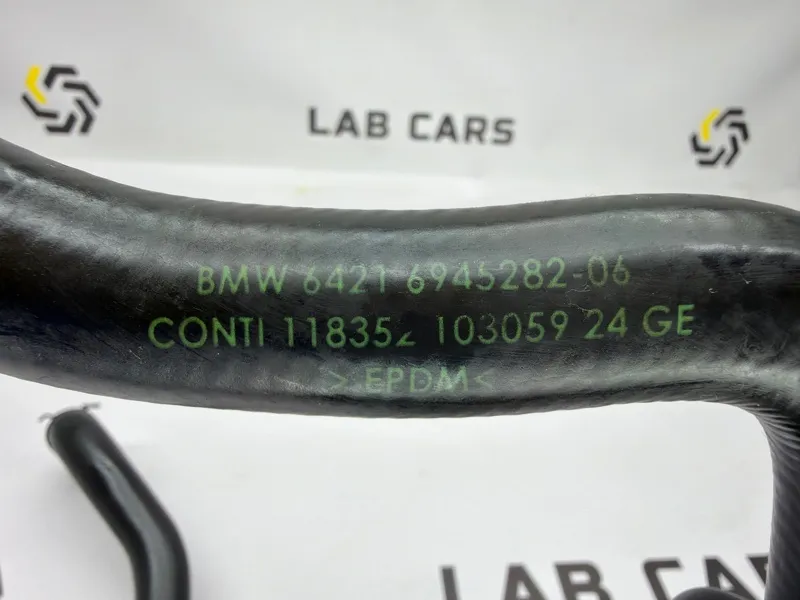 LAB CARS
BMW 6421 6945282-06
CONTI 118352 103059 24 GE
>EPDM<
LAB CARS